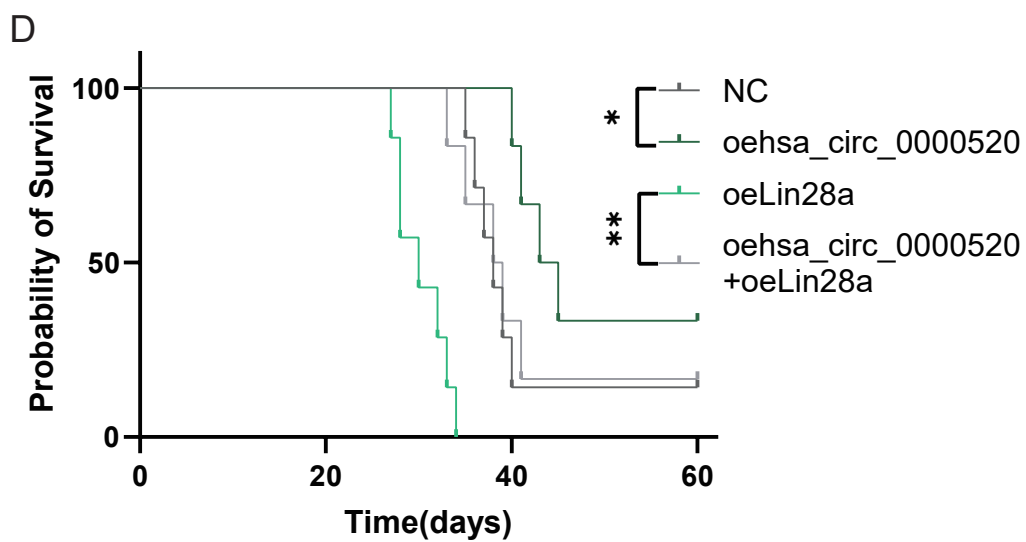 D
Probability of Survival
100
50
0
0 20 40 60
Time(days)
* NC
oehsa_circ_0000520
** oeLin28a
oehsa_circ_0000520
+oeLin28a